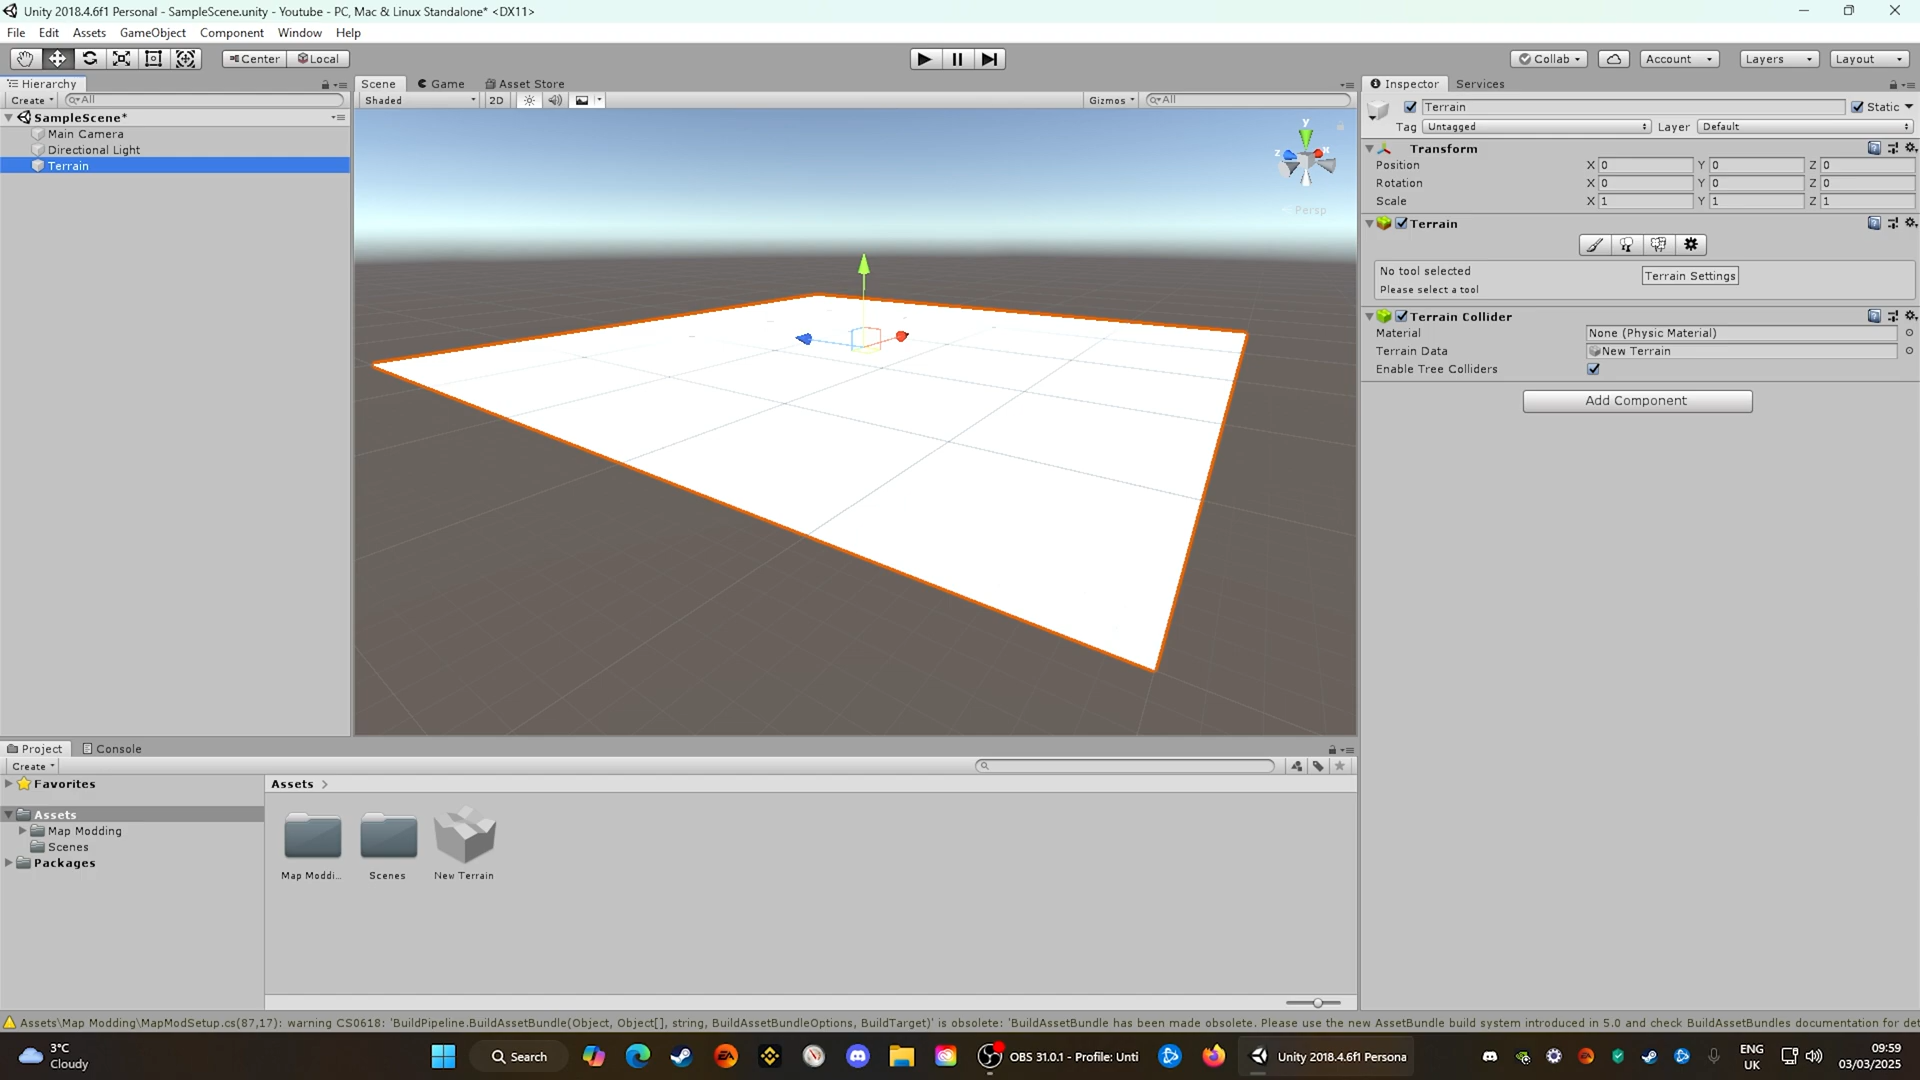 Unity 2018.4.6f1 Personal - SampleScene.unity - Youtube - PC, Mac & Linux Standalone* <DX11>
File Edit Assets GameObject Component Window Help
Center Local Collab Account Layers Layout
Hierarchy
Create All
SampleScene*
Main Camera
Directional Light
Terrain
Scene Game Asset Store
Shaded 2D Gizmos All
y
z x
Persp
Inspector Services
Terrain Static
Tag Untagged Layer Default
Transform
Position X 0 Y 0 Z 0
Rotation X 0 Y 0 Z 0
Scale X 1 Y 1 Z 1
Terrain
No tool selected
Please select a tool
Terrain Settings
Terrain Collider
Material None (Physic Material)
Terrain Data New Terrain
Enable Tree Colliders
Add Component
Project Console
Create
Favorites
Assets
Map Modding
Scenes
Packages
Assets
Map Moddi...
Scenes
New Terrain
Assets\Map Modding\MapModSetup.cs(87,17): warning CS0618: 'BuildPipeline.BuildAssetBundle(Object, Object[], string, BuildAssetBundleOptions, BuildTarget)' is obsolete: 'BuildAssetBundle has been made obsolete. Please use the new AssetBundle build system introduced in 5.0 and check BuildAssetBundles documentation for det
3°C
Cloudy
Search
EA
OBS 31.0.1 - Profile: Unti
Unity 2018.4.6f1 Persona
ENG
UK
09:59
03/03/2025